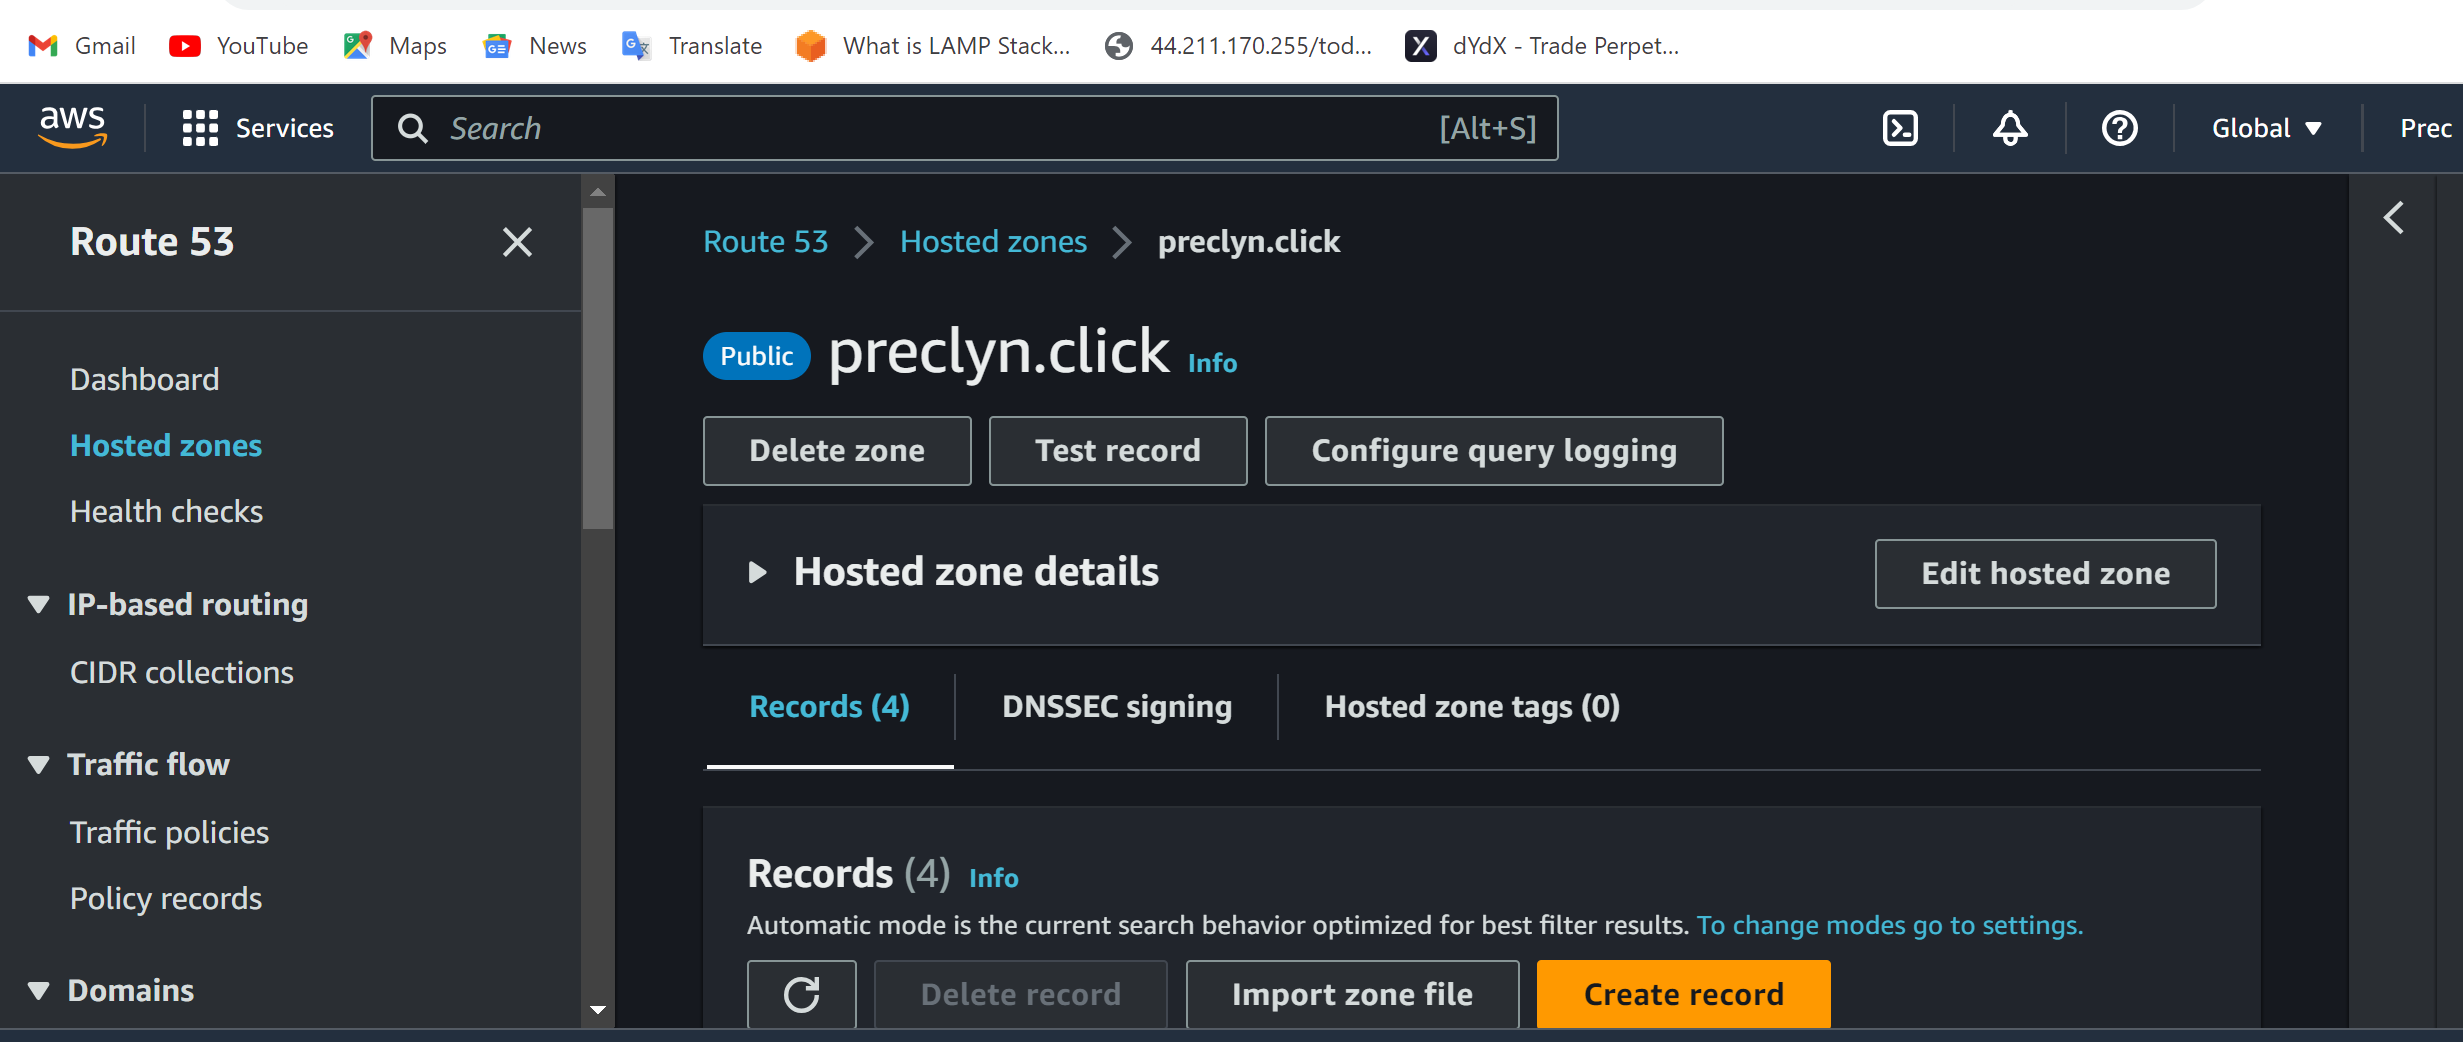 Gmail YouTube Maps News Translate What is LAMP Stack... 44.211.170.255/tod... dYdX - Trade Perpet...
aws Services Search [Alt+S] Global Prec
Route 53
Dashboard
Hosted zones
Health checks
IP-based routing
CIDR collections
Traffic flow
Traffic policies
Policy records
Domains
Route 53 Hosted zones preclyn.click
Public preclyn.click Info
Delete zone Test record Configure query logging
Hosted zone details Edit hosted zone
Records (4) DNSSEC signing Hosted zone tags (0)
Records (4) Info
Automatic mode is the current search behavior optimized for best filter results. To change modes go to settings.
Delete record Import zone file Create record